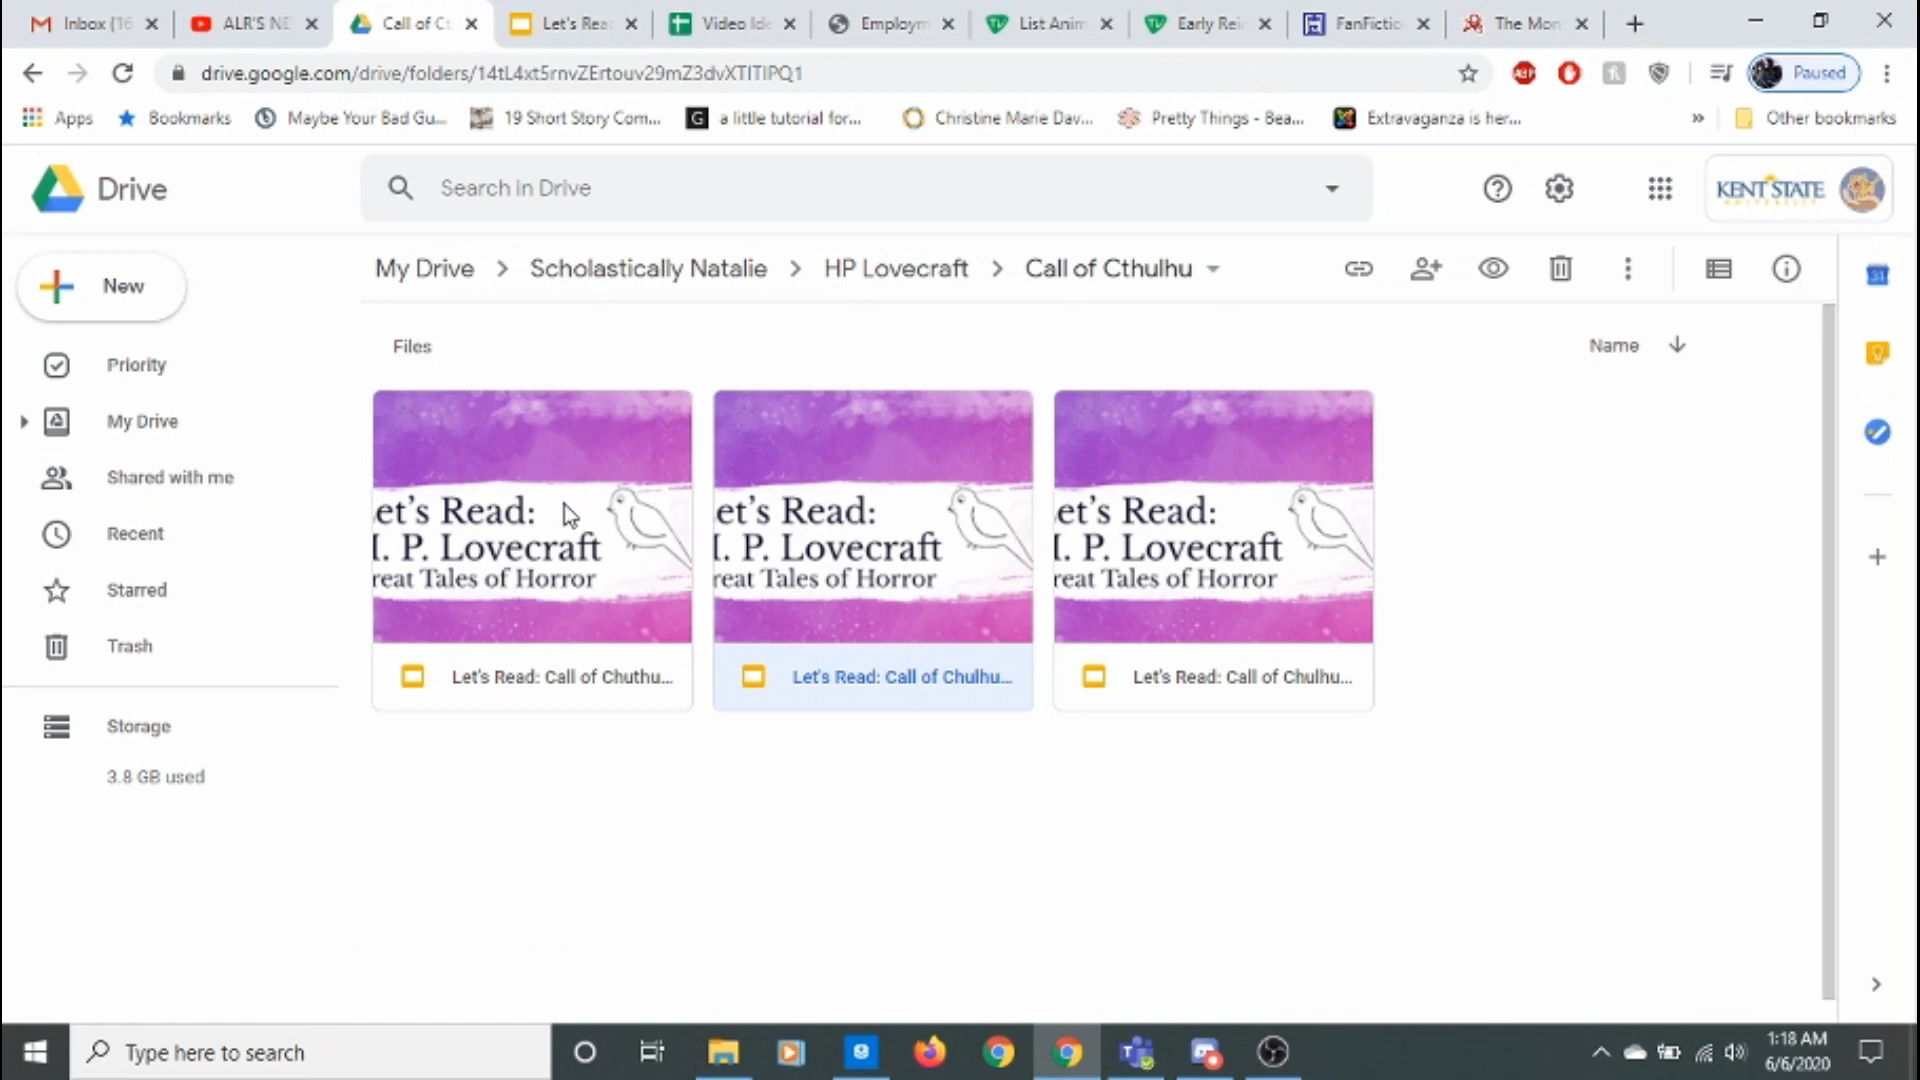 Inbox (16
ALR'S NE
Call of Ct
Let's Rea
Video Ide
Employm
List Anim
Early Rei
FanFictio
The Mon
drive.google.com/drive/folders/14tL4xt5rnvZErtouv29mZ3dvXTITIPQ1
ABP
Paused
Apps
Bookmarks
Maybe Your Bad Gu...
19 Short Story Com...
G
a little tutorial for...
Christine Marie Dav...
Pretty Things - Bea...
Extravaganza is her...
»
Other bookmarks
Drive
Search in Drive
KENT STATE
UNIVERSITY
New
My Drive > Scholastically Natalie > HP Lovecraft > Call of Cthulhu
31
Files
Name
Priority
My Drive
Shared with me
Recent
Starred
Trash
Storage
3.8 GB used
et's Read:
I. P. Lovecraft
reat Tales of Horror
Let's Read: Call of Chuthu...
et's Read:
I. P. Lovecraft
reat Tales of Horror
Let's Read: Call of Chulhu...
et's Read:
I. P. Lovecraft
reat Tales of Horror
Let's Read: Call of Chulhu...
Type here to search
1:18 AM
6/6/2020